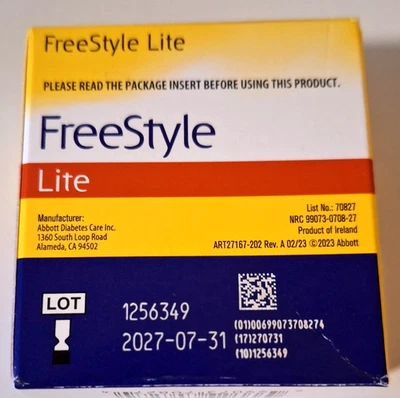 FreeStyle Lite
PLEASE READ THE PACKAGE INSERT BEFORE USING THIS PRODUCT.
FreeStyle
Lite
Manufacturer:
Abbott Diabetes Care Inc.
1360 South Loop Road
Alameda, CA 94502
List No.: 70827
NRC 99073-0708-27
Product of Ireland
ART27167-202 Rev. A 02/23 ©2023 Abbott
LOT
1256349
2027-07-31
(01)00699073708274
(17)270731
(10)1256349